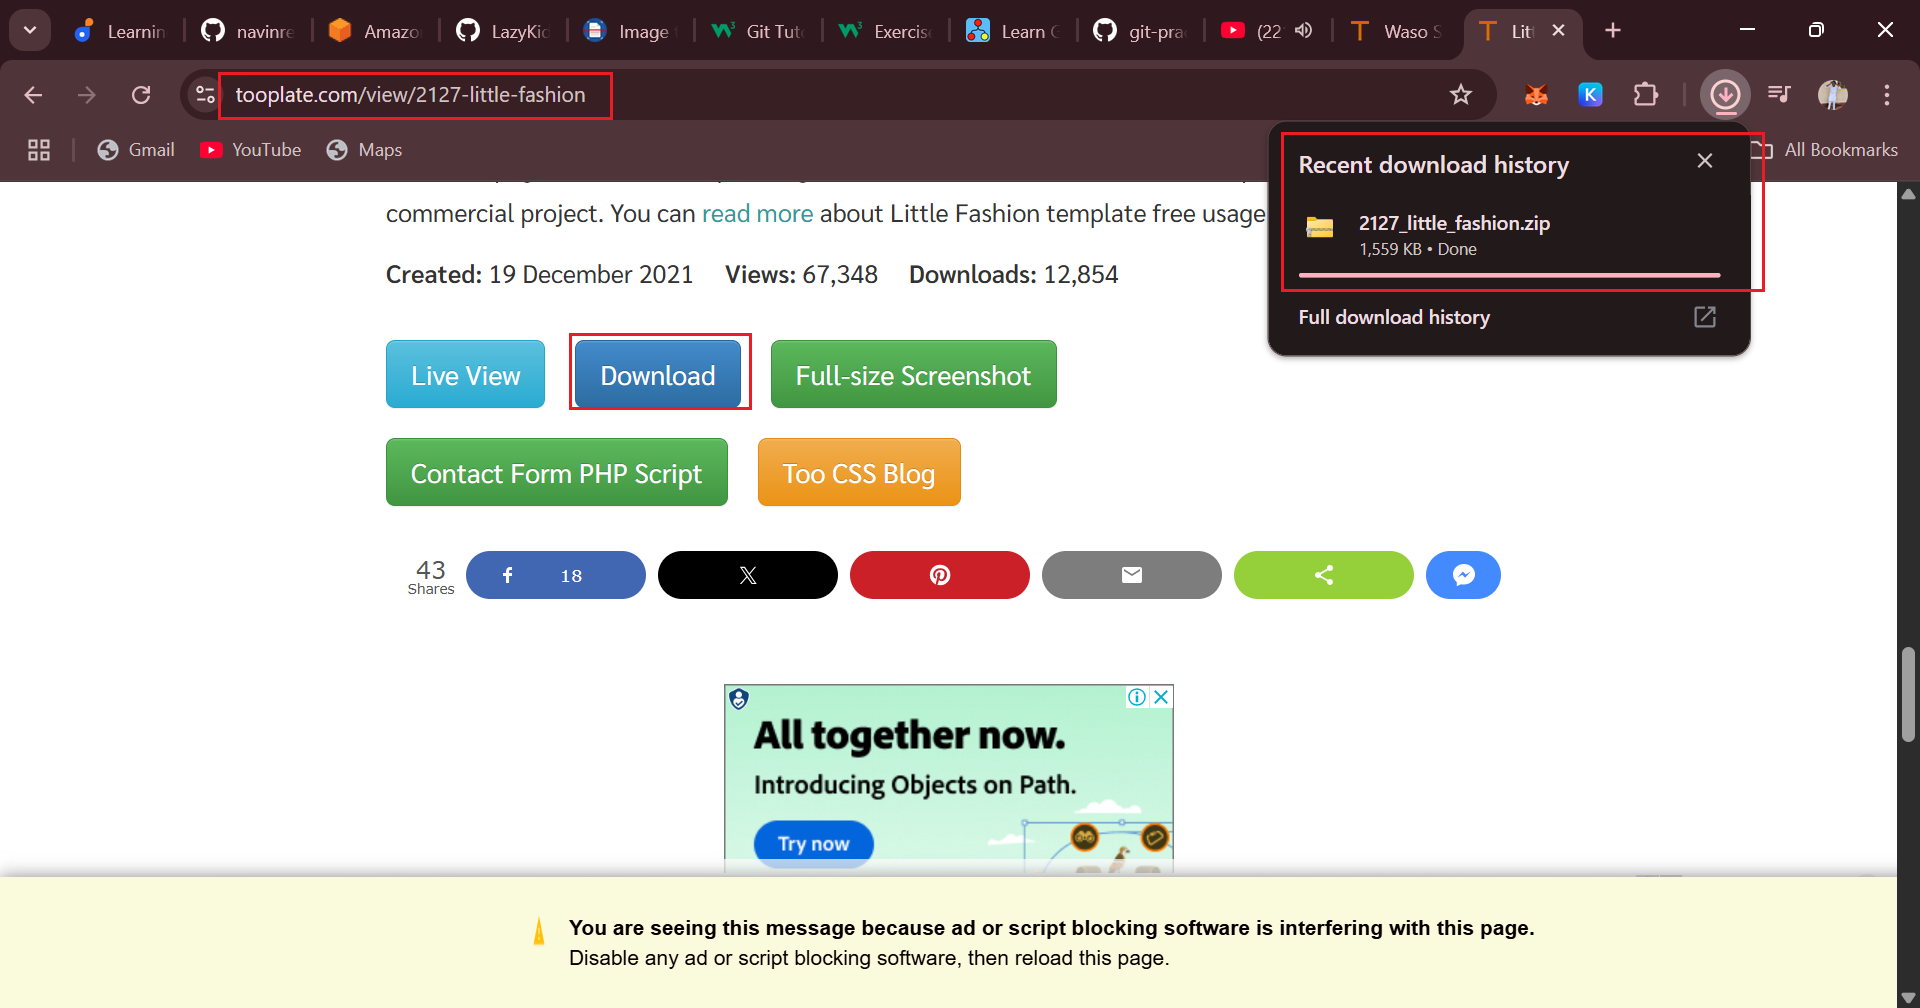 Learnin
navinre
Amazo
LazyKid
Image
Git Tut
Exercis
Learn G
git-pra
(22
Waso S
Litt
tooplate.com/view/2127-little-fashion
K
Gmail
YouTube
Maps
All Bookmarks
Recent download history
2127_little_fashion.zip
1,559 KB • Done
Full download history
commercial project. You can read more about Little Fashion template free usage
Created: 19 December 2021 Views: 67,348 Downloads: 12,854
Live View
Download
Full-size Screenshot
Contact Form PHP Script
Too CSS Blog
43
Shares
18
All together now.
Introducing Objects on Path.
Try now
You are seeing this message because ad or script blocking software is interfering with this page.
Disable any ad or script blocking software, then reload this page.